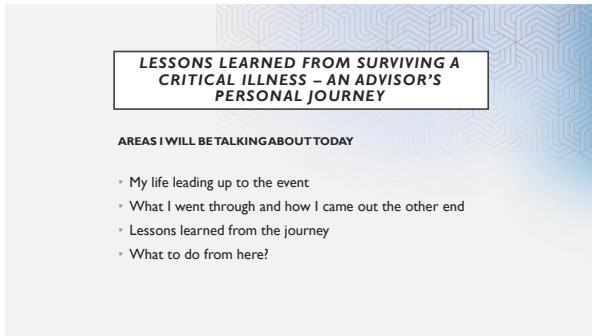 LESSONS LEARNED FROM SURVIVING A
CRITICAL ILLNESS – AN ADVISOR'S
PERSONAL JOURNEY
AREAS I WILL BE TALKING ABOUT TODAY
• My life leading up to the event
• What I went through and how I came out the other end
• Lessons learned from the journey
• What to do from here?